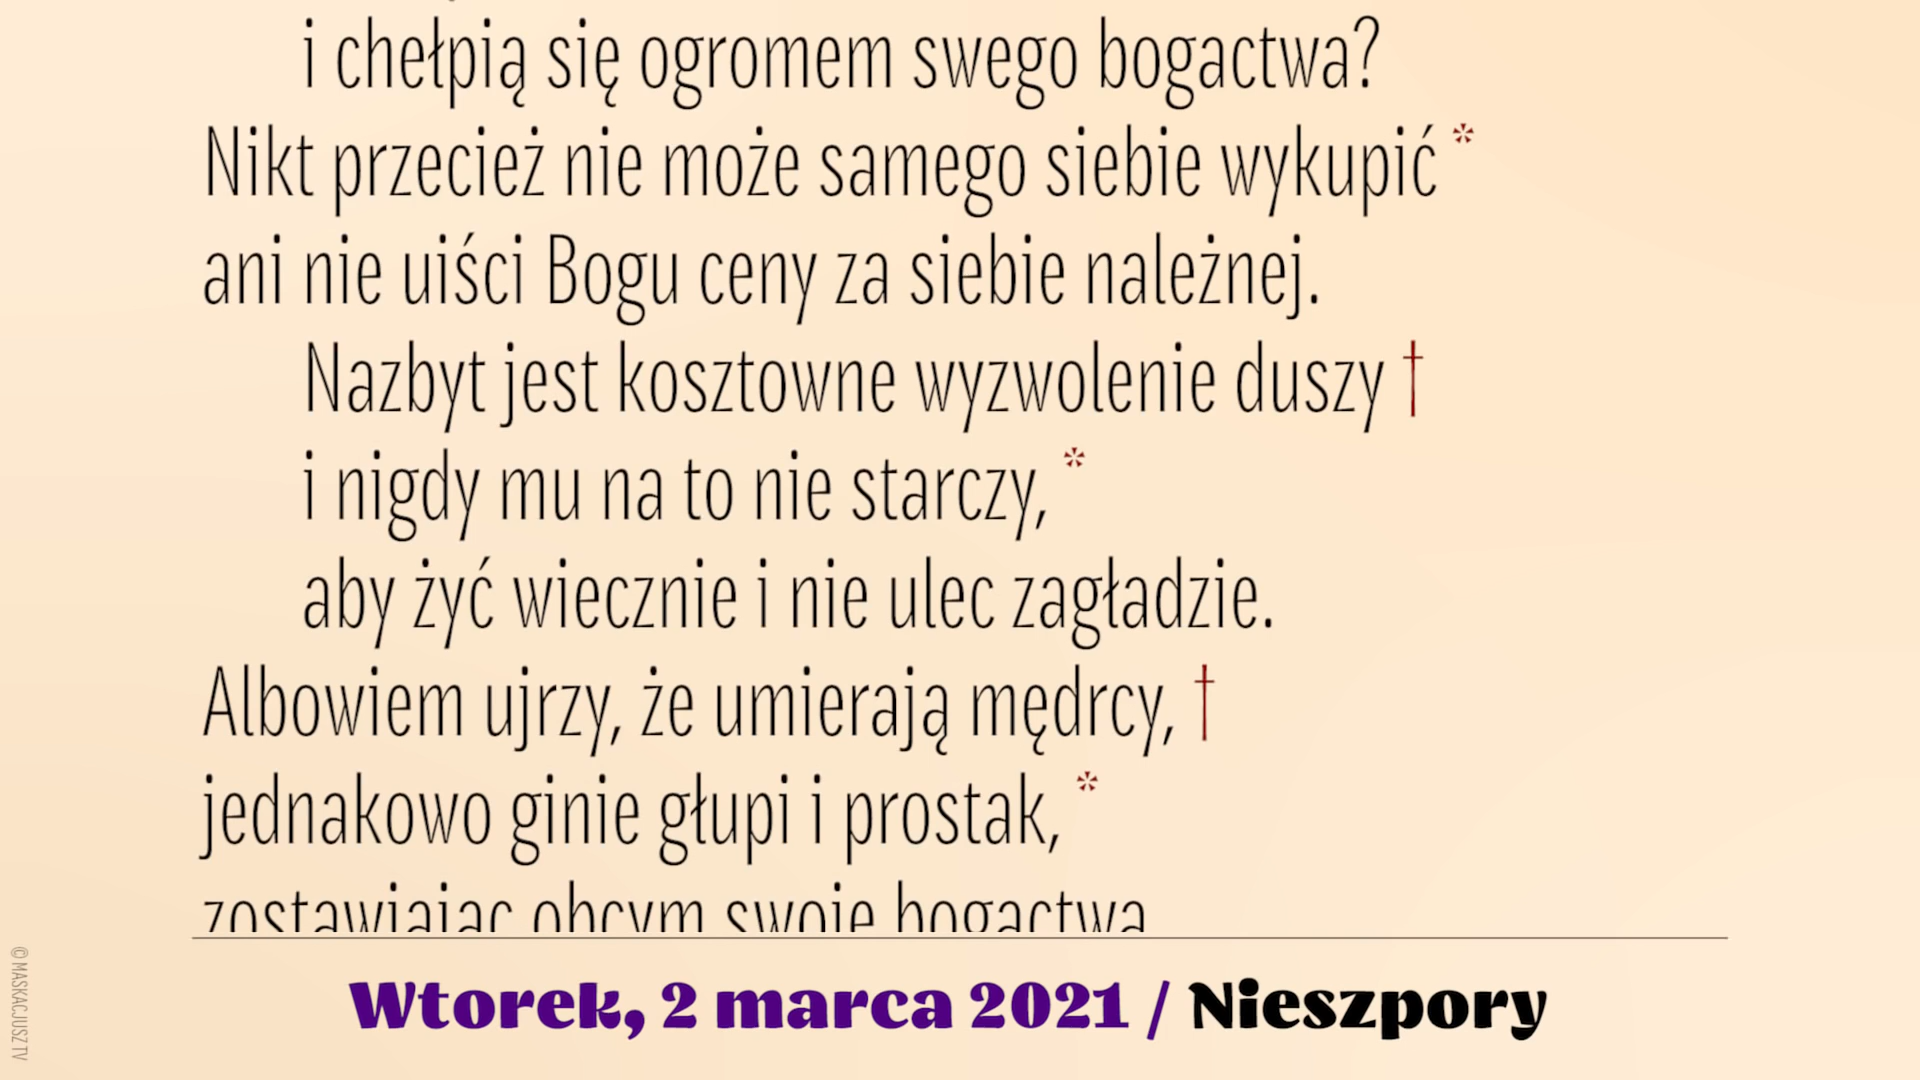 i chełpią się ogromem swego bogactwa?
Nikt przecież nie może samego siebie wykupić *
ani nie uiści Bogu ceny za siebie należnej.
Nazbyt jest kosztowne wyzwolenie duszy †
i nigdy mu na to nie starczy, *
aby żyć wiecznie i nie ulec zagładzie.
Albowiem ujrzy, że umierają mędrcy, †
jednakowo ginie głupi i prostak, *
zostawiając obcym swoje bogactwa
Wtorek, 2 marca 2021 / Nieszpory
© MASKACJUSZ TV